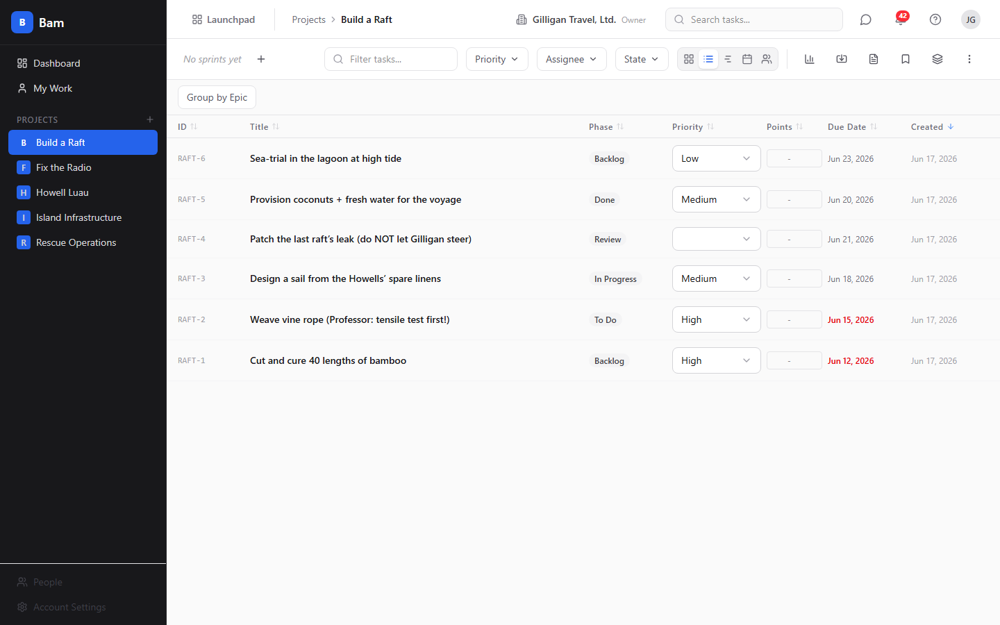 B Bam
Dashboard
My Work
PROJECTS
B Build a Raft
F Fix the Radio
H Howell Luau
I Island Infrastructure
R Rescue Operations
People
Account Settings
Launchpad
Projects > Build a Raft
Gilligan Travel, Ltd. Owner
Search tasks...
42
JG
No sprints yet
Filter tasks...
Priority
Assignee
State
Group by Epic
ID Title Phase Priority Points Due Date Created
RAFT-6 Sea-trial in the lagoon at high tide Backlog Low - Jun 23, 2026 Jun 17, 2026
RAFT-5 Provision coconuts + fresh water for the voyage Done Medium - Jun 20, 2026 Jun 17, 2026
RAFT-4 Patch the last raft’s leak (do NOT let Gilligan steer) Review - Jun 21, 2026 Jun 17, 2026
RAFT-3 Design a sail from the Howells’ spare linens In Progress Medium - Jun 18, 2026 Jun 17, 2026
RAFT-2 Weave vine rope (Professor: tensile test first!) To Do High - Jun 15, 2026 Jun 17, 2026
RAFT-1 Cut and cure 40 lengths of bamboo Backlog High - Jun 12, 2026 Jun 17, 2026